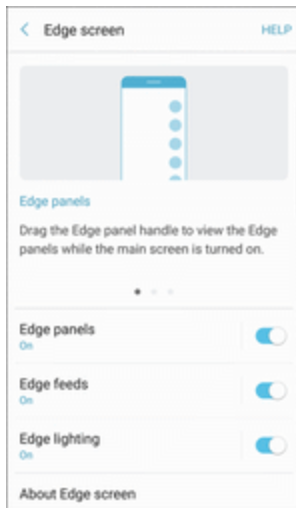 Edge screen HELP
Edge panels
Drag the Edge panel handle to view the Edge
panels while the main screen is turned on.
Edge panels
On
Edge feeds
On
Edge lighting
On
About Edge screen